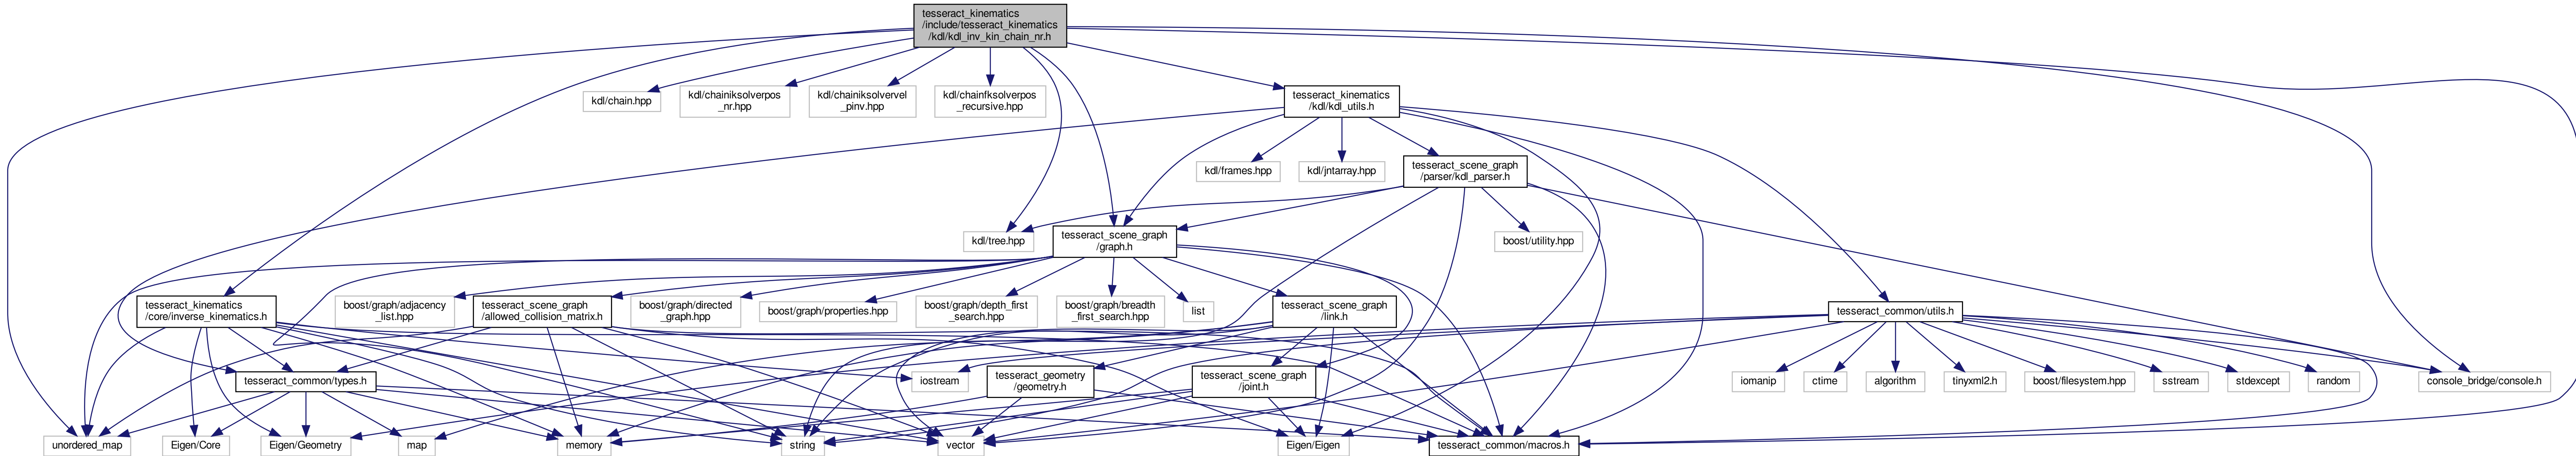 tesseract_kinematics
/include/tesseract_kinematics
/kdl/kdl_inv_kin_chain_nr.h
kdl/chain.hpp
kdl/chainiksolverpos
_nr.hpp
kdl/chainiksolvervel
_pinv.hpp
kdl/chainfksolverpos
_recursive.hpp
tesseract_kinematics
/kdl/kdl_utils.h
kdl/frames.hpp
kdl/jntarray.hpp
tesseract_scene_graph
/parser/kdl_parser.h
kdl/tree.hpp
tesseract_scene_graph
/graph.h
boost/utility.hpp
tesseract_kinematics
/core/inverse_kinematics.h
boost/graph/adjacency
_list.hpp
tesseract_scene_graph
/allowed_collision_matrix.h
boost/graph/directed
_graph.hpp
boost/graph/properties.hpp
boost/graph/depth_first
_search.hpp
boost/graph/breadth
_first_search.hpp
list
tesseract_scene_graph
/link.h
tesseract_common/utils.h
tesseract_common/types.h
iostream
tesseract_geometry
/geometry.h
tesseract_scene_graph
/joint.h
iomanip
ctime
algorithm
tinyxml2.h
boost/filesystem.hpp
sstream
stdexcept
random
console_bridge/console.h
unordered_map
Eigen/Core
Eigen/Geometry
map
memory
string
vector
Eigen/Eigen
tesseract_common/macros.h